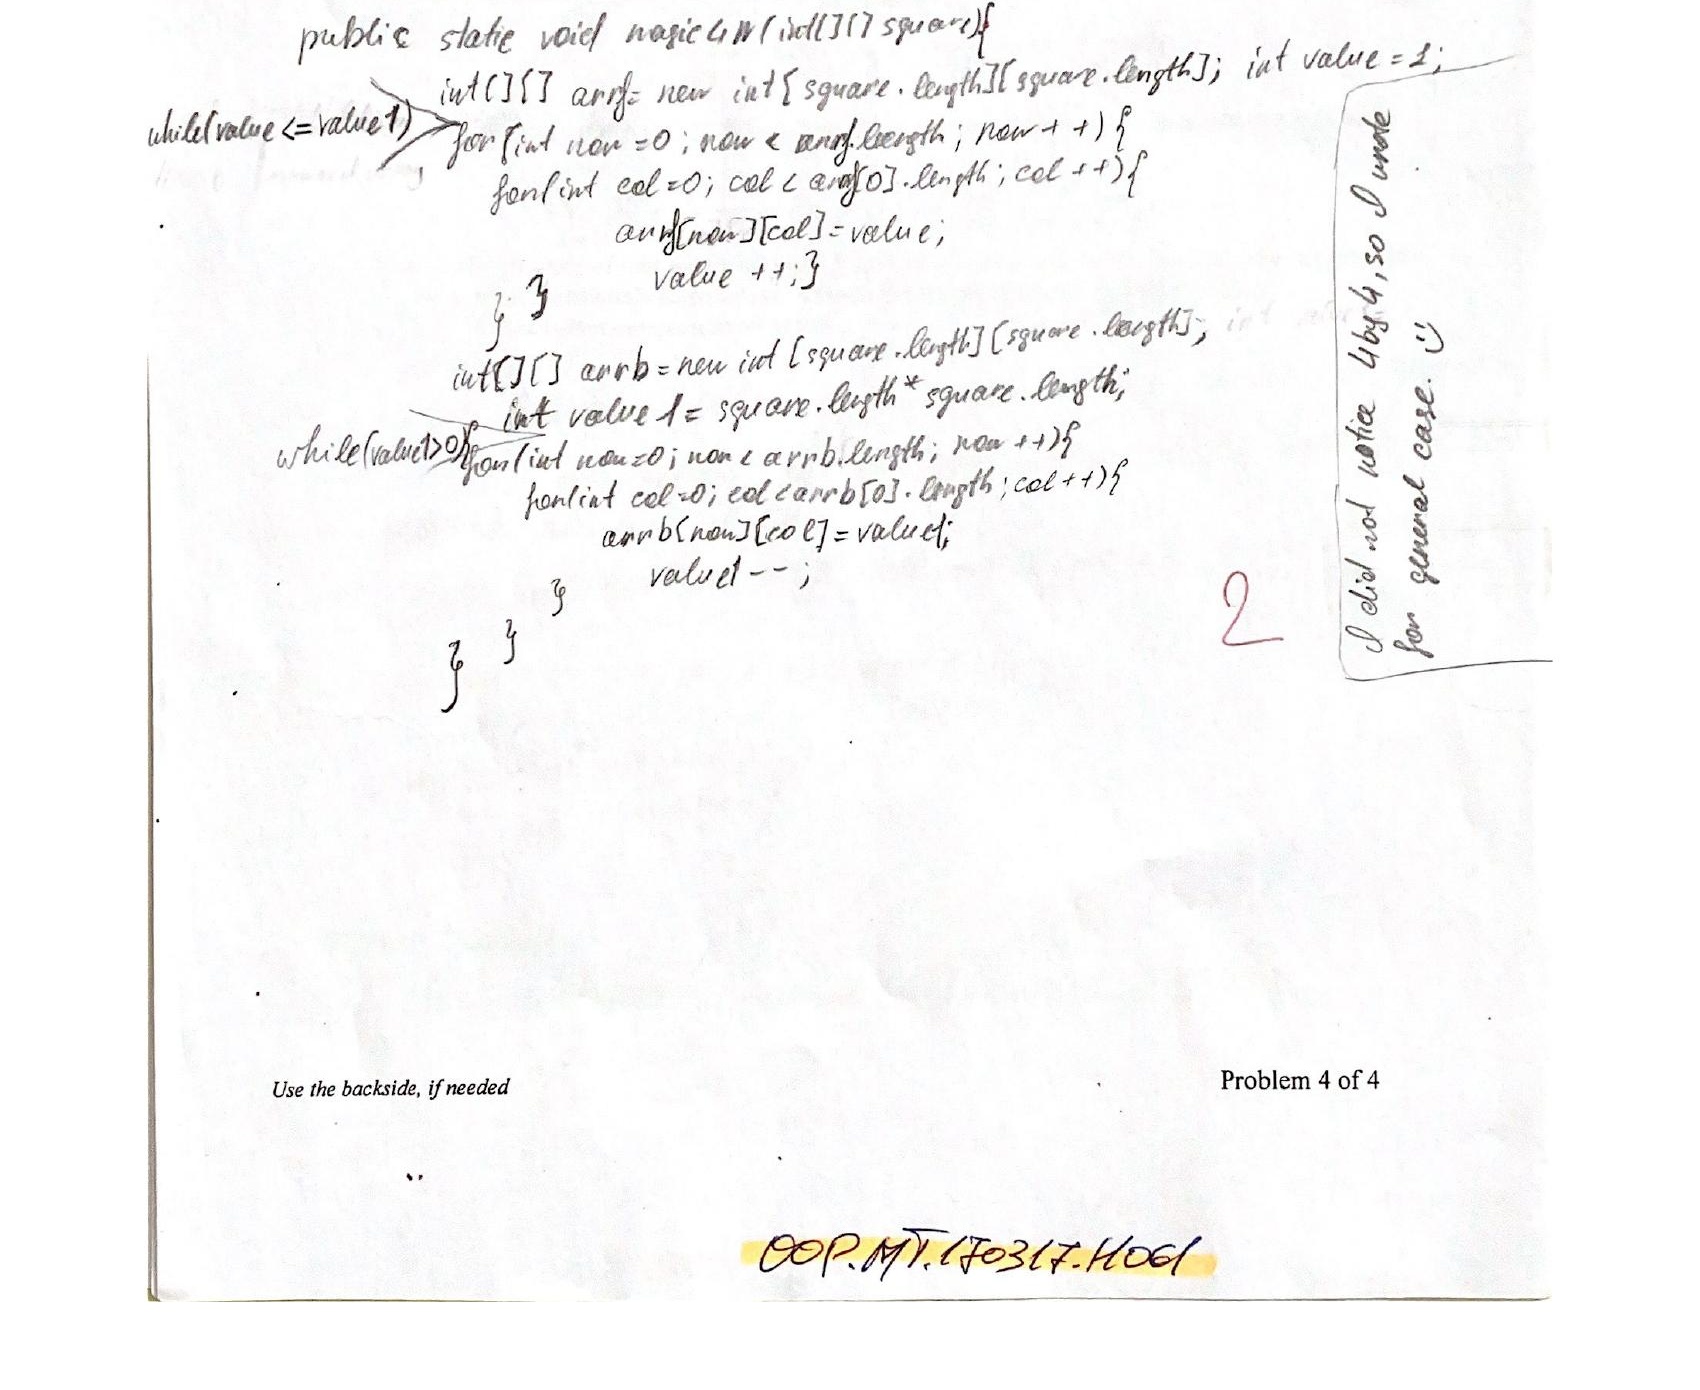 public static void magic4N(int[][] square){
int[][] arrf= new int[square.length][square.length]; int value = 1;
while(value <= value1)
for(int row = 0 ; row < arrf.length ; row + +) {
for(int col = 0; col < arrf[0].length ; col ++){
arrf[row][col] = value;
value ++;}
} }
int[][] arrb = new int [square.length][square.length];
int value 1 = square.length * square.length;
while(value1>0){
for(int row=0; row < arrb.length; row ++){
for(int col=0; col <arrb[0].length ; col++){
arrb[row][col] = value1;
value1 -- ;
}
}
}
2
I did not notice 4by4, so I wrote
for general case. :)
Use the backside, if needed
Problem 4 of 4
OOP.MT.170317.H06